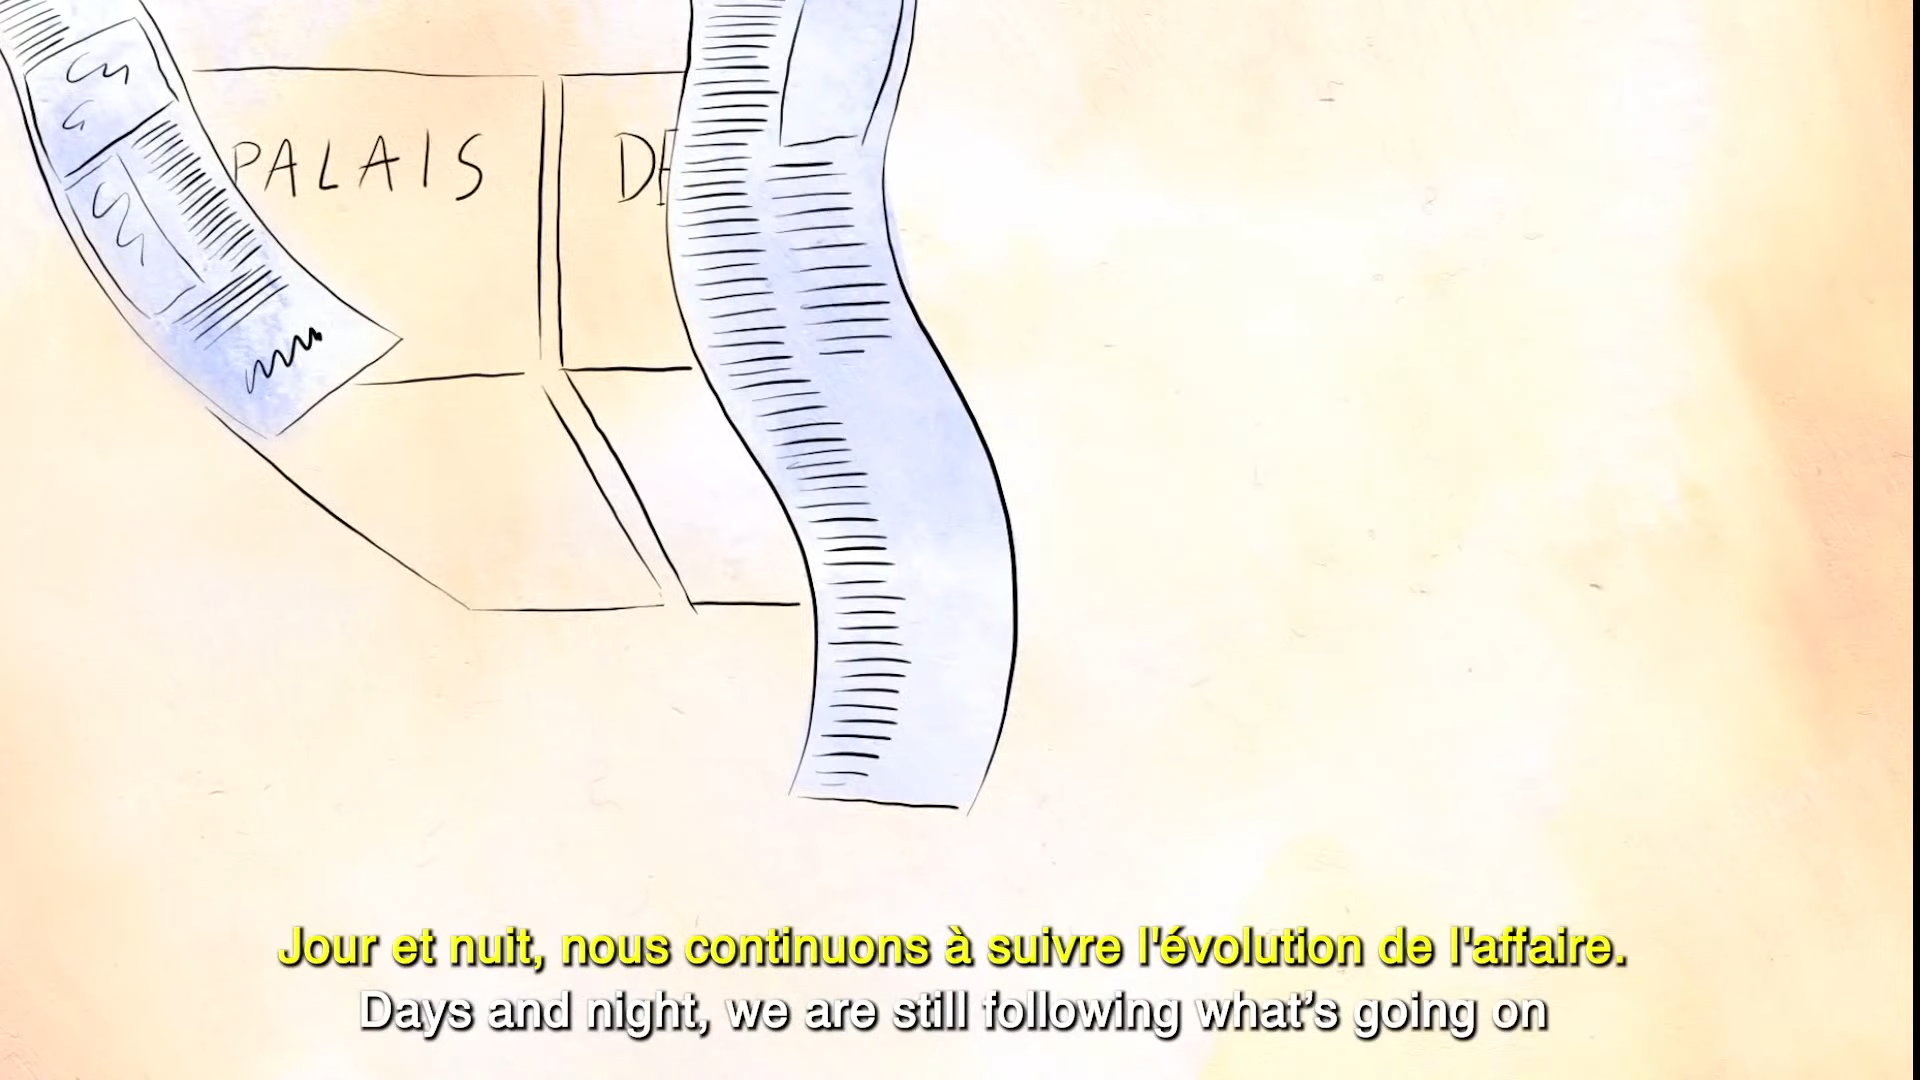 PALAIS
Jour et nuit, nous continuons à suivre l'évolution de l'affaire.
Days and night, we are still following what’s going on